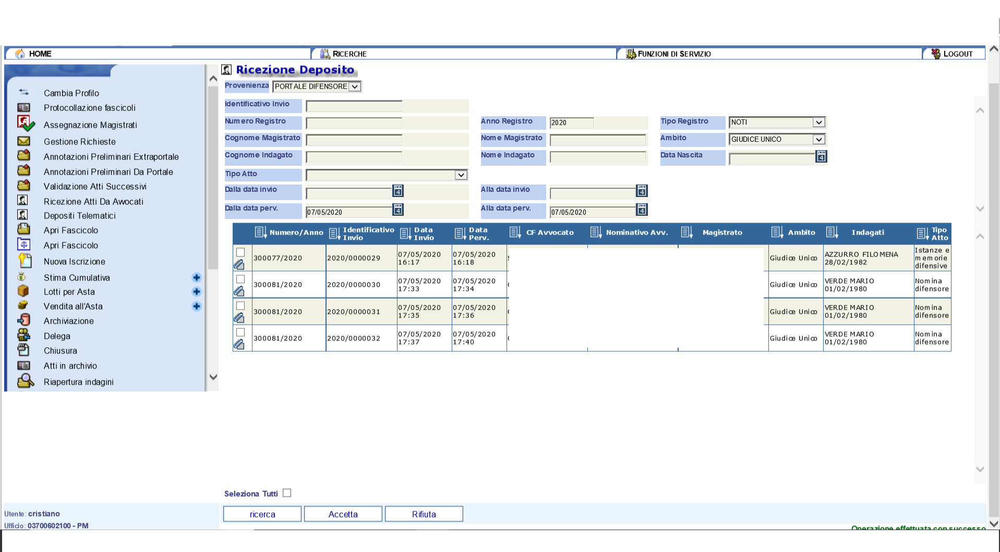 HOME
RICERCHE
FUNZIONI DI SERVIZIO
LOGOUT
Cambia Profilo
Protocollazione fascicoli
Assegnazione Magistrati
Gestione Richieste
Annotazioni Preliminari Extraportale
Annotazioni Preliminari Da Portale
Validazione Atti Successivi
Ricezione Atti Da Avvocati
Depositi Telematici
Apri Fascicolo
Apri Fascicolo
Nuova Iscrizione
Stima Cumulativa
Lotti per Asta
Vendita all'Asta
Archiviazione
Delega
Chiusura
Atti in archivio
Riapertura indagini
Utente: cristiano
Ufficio: 03700602100 - PM
Ricezione Deposito
Provenienza PORTALE DIFENSORE
Identificativo Invio
Numero Registro Anno Registro 2020 Tipo Registro NOTI
Cognome Magistrato Nome Magistrato Ambito GIUDICE UNICO
Cognome Indagato Nome Indagato Data Nascita
Tipo Atto
Dalla data invio Alla data invio
Dalla data perv. 07/05/2020 Alla data perv. 07/05/2020
Numero/Anno Identificativo Invio Data Invio Data Perv. CF Avvocato Nominativo Avv. Magistrato Ambito Indagati Tipo Atto
300077/2020 2020/0000029 07/05/2020 16:17 07/05/2020 16:18 Giudice Unico AZZURRO FILOMENA 28/02/1982 Istanze e memorie difensive
300081/2020 2020/0000030 07/05/2020 17:33 07/05/2020 17:34 Giudice Unico VERDE MARIO 01/02/1980 Nomina difensore
300081/2020 2020/0000031 07/05/2020 17:35 07/05/2020 17:36 Giudice Unico VERDE MARIO 01/02/1980 Nomina difensore
300081/2020 2020/0000032 07/05/2020 17:37 07/05/2020 17:40 Giudice Unico VERDE MARIO 01/02/1980 Nomina difensore
Seleziona Tutti
ricerca Accetta Rifiuta
Operazione effettuata con successo